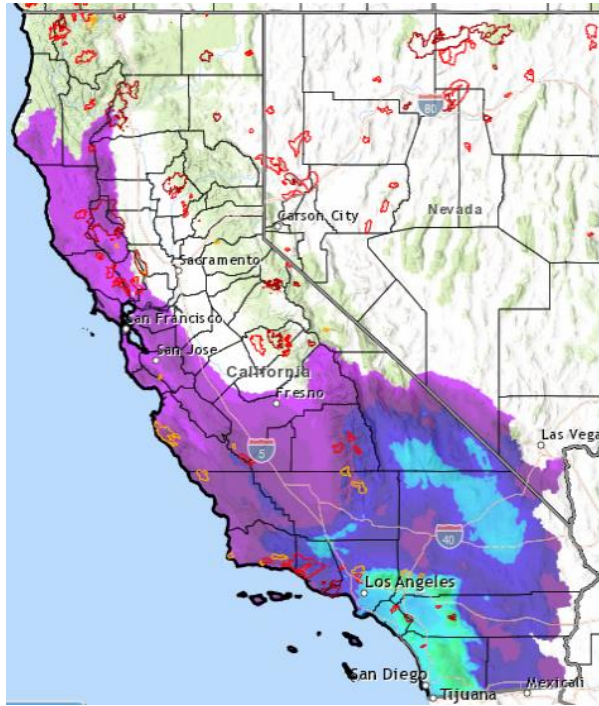 80
Nevada
Carson City
Sacramento
San Francisco
San Jose
California
Fresno
5
Las Vega
40
Los Angeles
San Diego
Mexicali
Tijuana